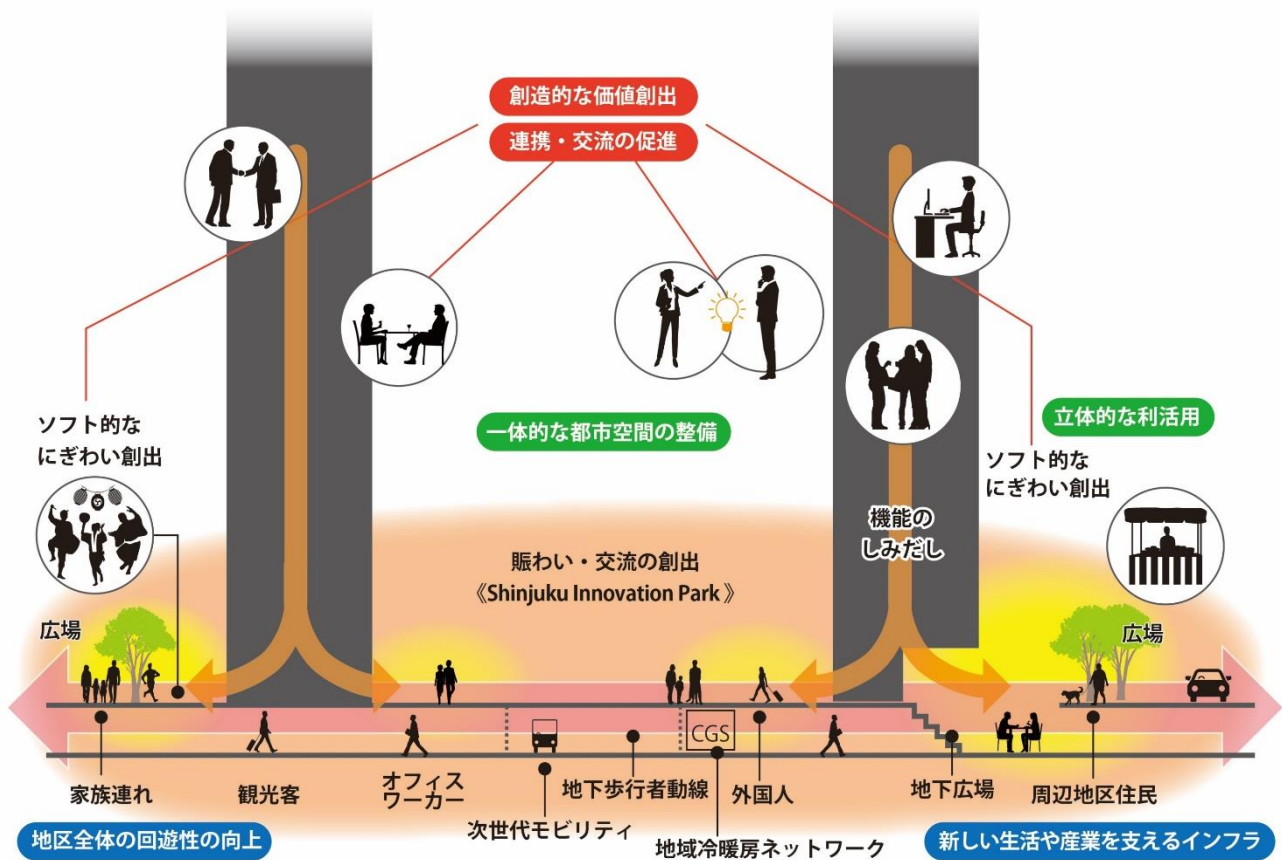 創造的な価値創出
連携・交流の促進
ソフト的な
にぎわい創出
一体的な都市空間の整備
立体的な利活用
ソフト的な
にぎわい創出
機能の
しみだし
賑わい・交流の創出
《Shinjuku Innovation Park》
広場
広場
CGS
家族連れ
観光客
オフィス
ワーカー
次世代モビリティ
地下歩行者動線
地域冷暖房ネットワーク
外国人
地下広場
周辺地区住民
地区全体の回遊性の向上
新しい生活や産業を支えるインフラ